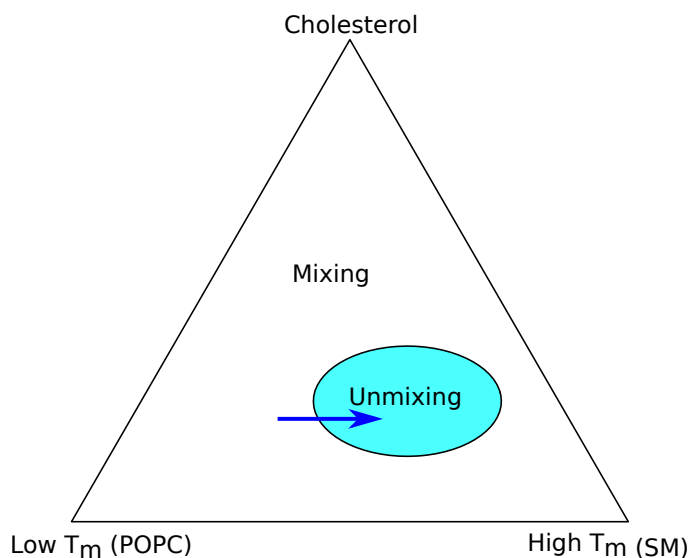 Cholesterol
Mixing
Unmixing
Low Tm (POPC)
High Tm (SM)